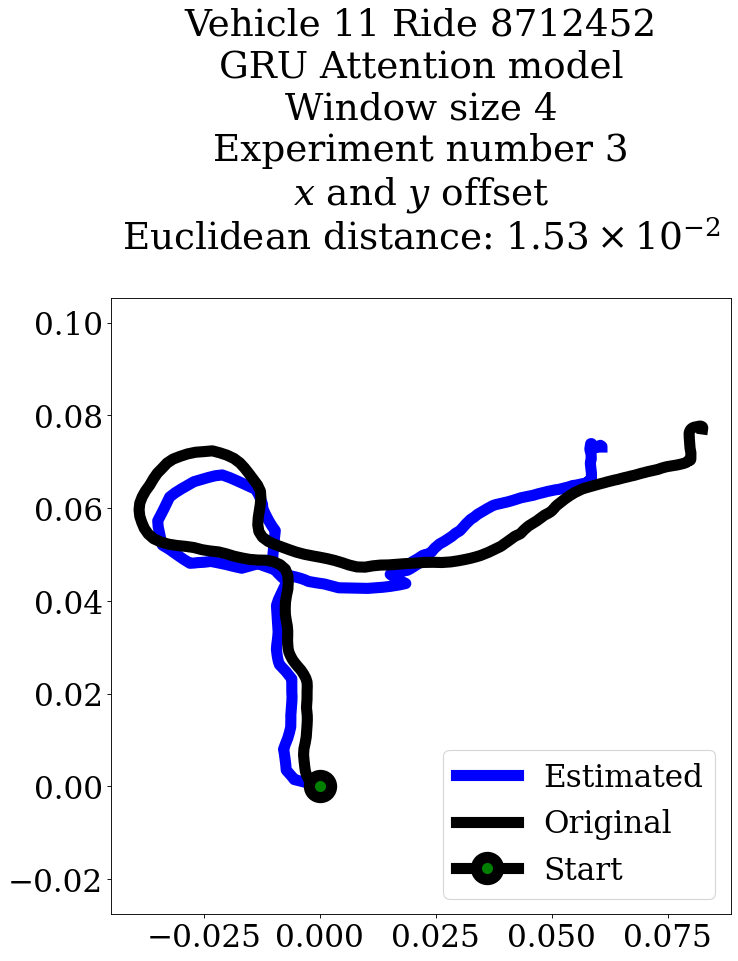 Vehicle 11 Ride 8712452
GRU Attention model
Window size 4
Experiment number 3
x and y offset
Euclidean distance: 1.53 × 10⁻²
0.10
0.08
0.06
0.04
0.02
0.00
−0.02
Estimated
Original
Start
−0.025 0.000 0.025 0.050 0.075